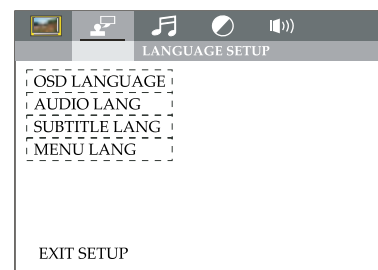 LANGUAGE SETUP
OSD LANGUAGE
AUDIO LANG
SUBTITLE LANG
MENU LANG
EXIT SETUP